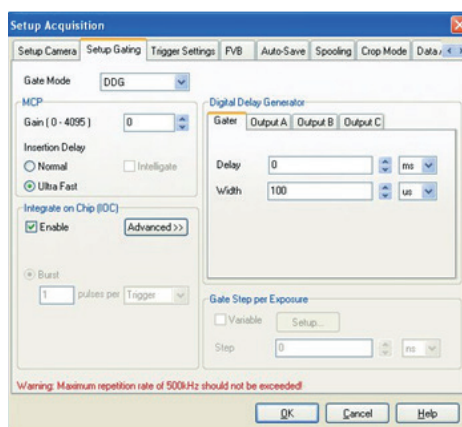 Setup Acquisition
Setup Camera Setup Gating Trigger Settings FVB Auto-Save Spooling Crop Mode Data
Gate Mode DDG
MCP
Gain ( 0 - 4095 ) 0
Insertion Delay
Normal Intelligate
Ultra Fast
Digital Delay Generator
Gater Output A Output B Output C
Delay 0 ms
Width 100 us
Integrate on Chip (IOC)
Enable Advanced >>
Burst
1 pulses per Trigger
Gate Step per Exposure
Variable Setup...
Step 0 ns
Warning: Maximum repetition rate of 500kHz should not be exceeded!
OK Cancel Help